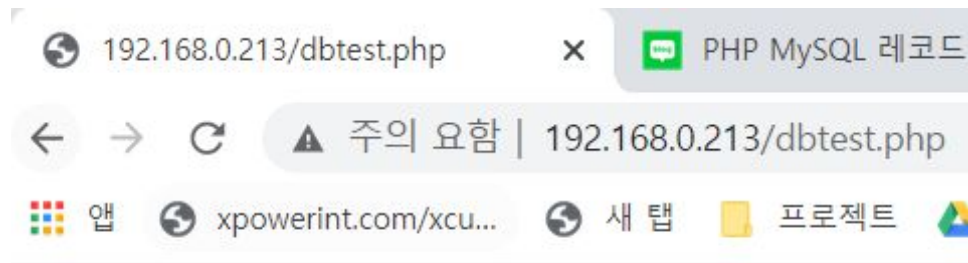 192.168.0.213/dbtest.php PHP MySQL 레코드
주의 요함 | 192.168.0.213/dbtest.php
앱 xpowerint.com/xcu... 새 탭 프로젝트